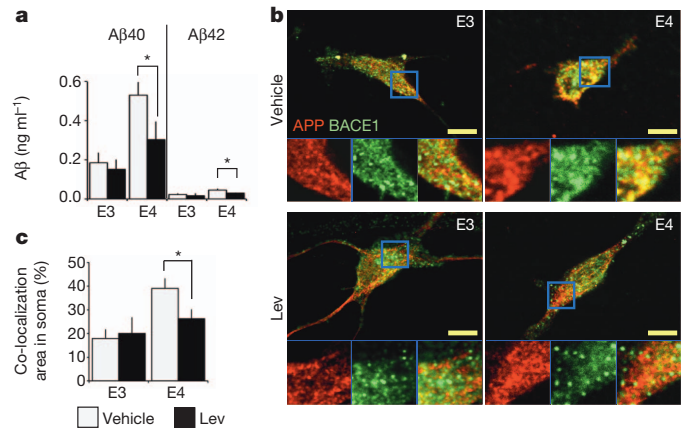 a
Aβ40 Aβ42
*
*
Aβ (ng ml⁻¹)
0.6
0.4
0.2
0.0
E3 E4 E3 E4
b
E3 E4
Vehicle
APP BACE1
E3 E4
Lev
c
*
Co-localization
area in soma (%)
50
40
30
20
10
0
E3 E4
Vehicle Lev